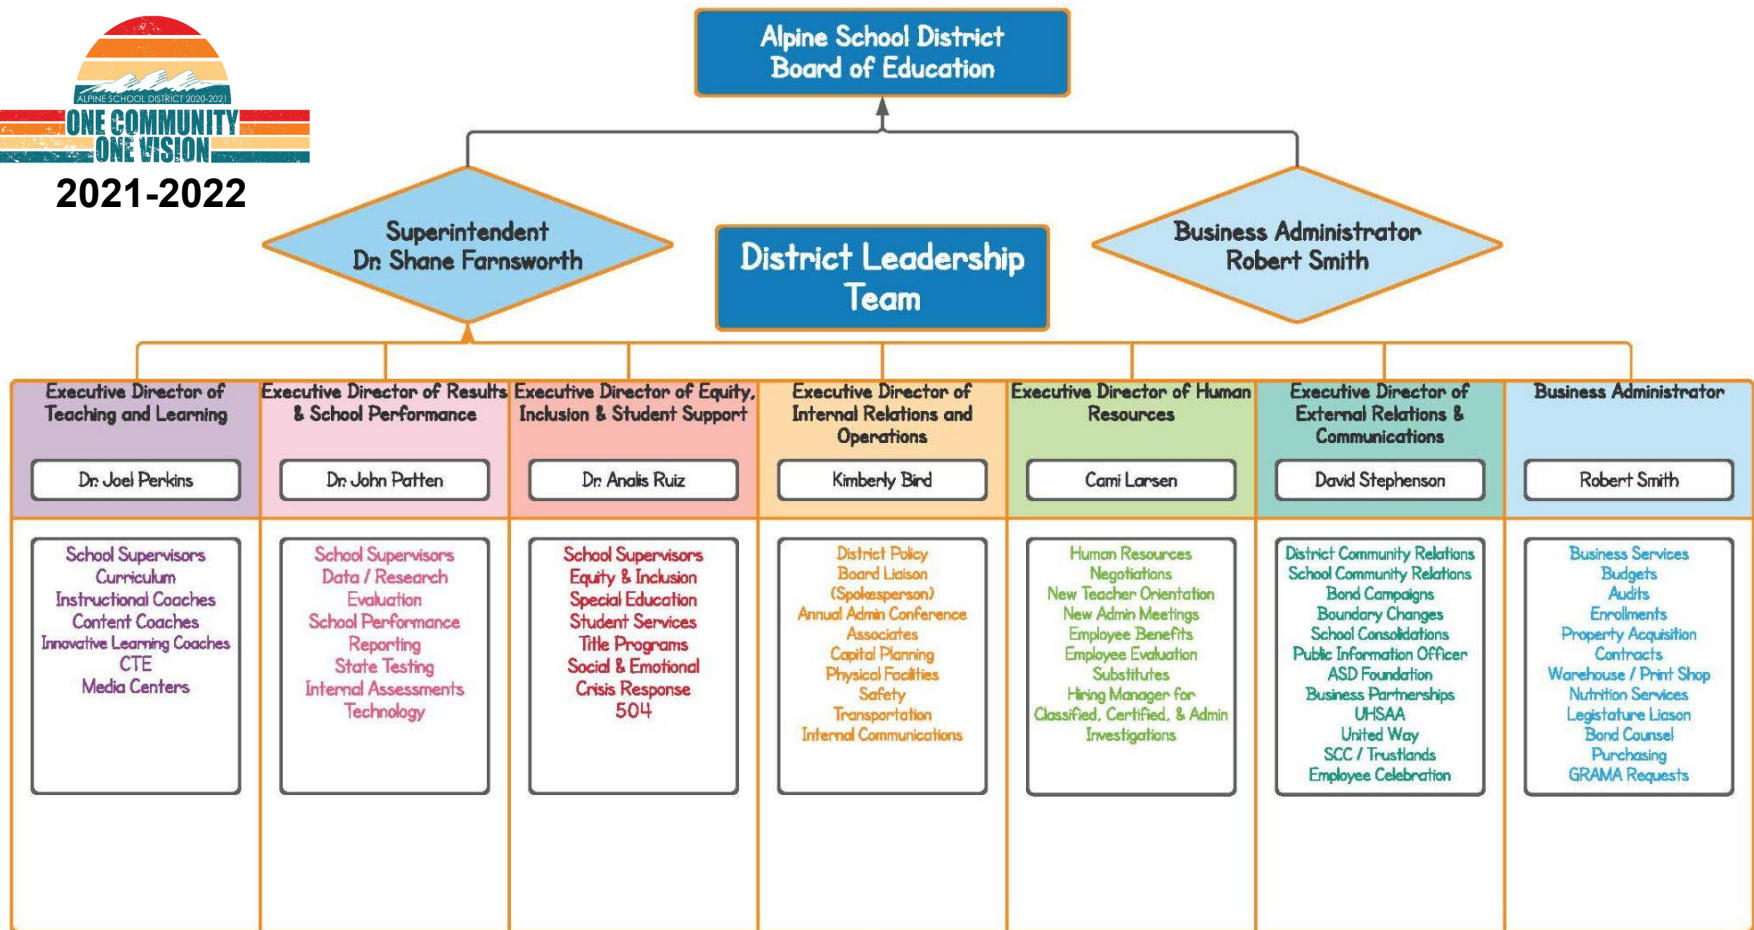 ALPINE SCHOOL DISTRICT 2020-2021
ONE COMMUNITY
ONE VISION
2021-2022
Alpine School District
Board of Education
Superintendent
Dr. Shane Farnsworth
District Leadership
Team
Business Administrator
Robert Smith
Executive Director of
Teaching and Learning
Dr. Joel Perkins
School Supervisors
Curriculum
Instructional Coaches
Content Coaches
Innovative Learning Coaches
CTE
Media Centers
Executive Director of Results
& School Performance
Dr. John Patten
School Supervisors
Data / Research
Evaluation
School Performance
Reporting
State Testing
Internal Assessments
Technology
Executive Director of Equity,
Inclusion & Student Support
Dr. Analis Ruiz
School Supervisors
Equity & Inclusion
Special Education
Student Services
Title Programs
Social & Emotional
Crisis Response
504
Executive Director of
Internal Relations and
Operations
Kimberly Bird
District Policy
Board Liaison
(Spokesperson)
Annual Admin Conference
Associates
Capital Planning
Physical Facilities
Safety
Transportation
Internal Communications
Executive Director of Human
Resources
Cami Larsen
Human Resources
Negotiations
New Teacher Orientation
New Admin Meetings
Employee Benefits
Employee Evaluation
Substitutes
Hiring Manager for
Classified, Certified, & Admin
Investigations
Executive Director of
External Relations &
Communications
David Stephenson
District Community Relations
School Community Relations
Bond Campaigns
Boundary Changes
School Consolidations
Public Information Officer
ASD Foundation
Business Partnerships
UHSAA
United Way
SCC / Trustlands
Employee Celebration
Business Administrator
Robert Smith
Business Services
Budgets
Audits
Enrollments
Property Acquisition
Contracts
Warehouse / Print Shop
Nutrition Services
Legistature Liason
Bond Counsel
Purchasing
GRAMA Requests